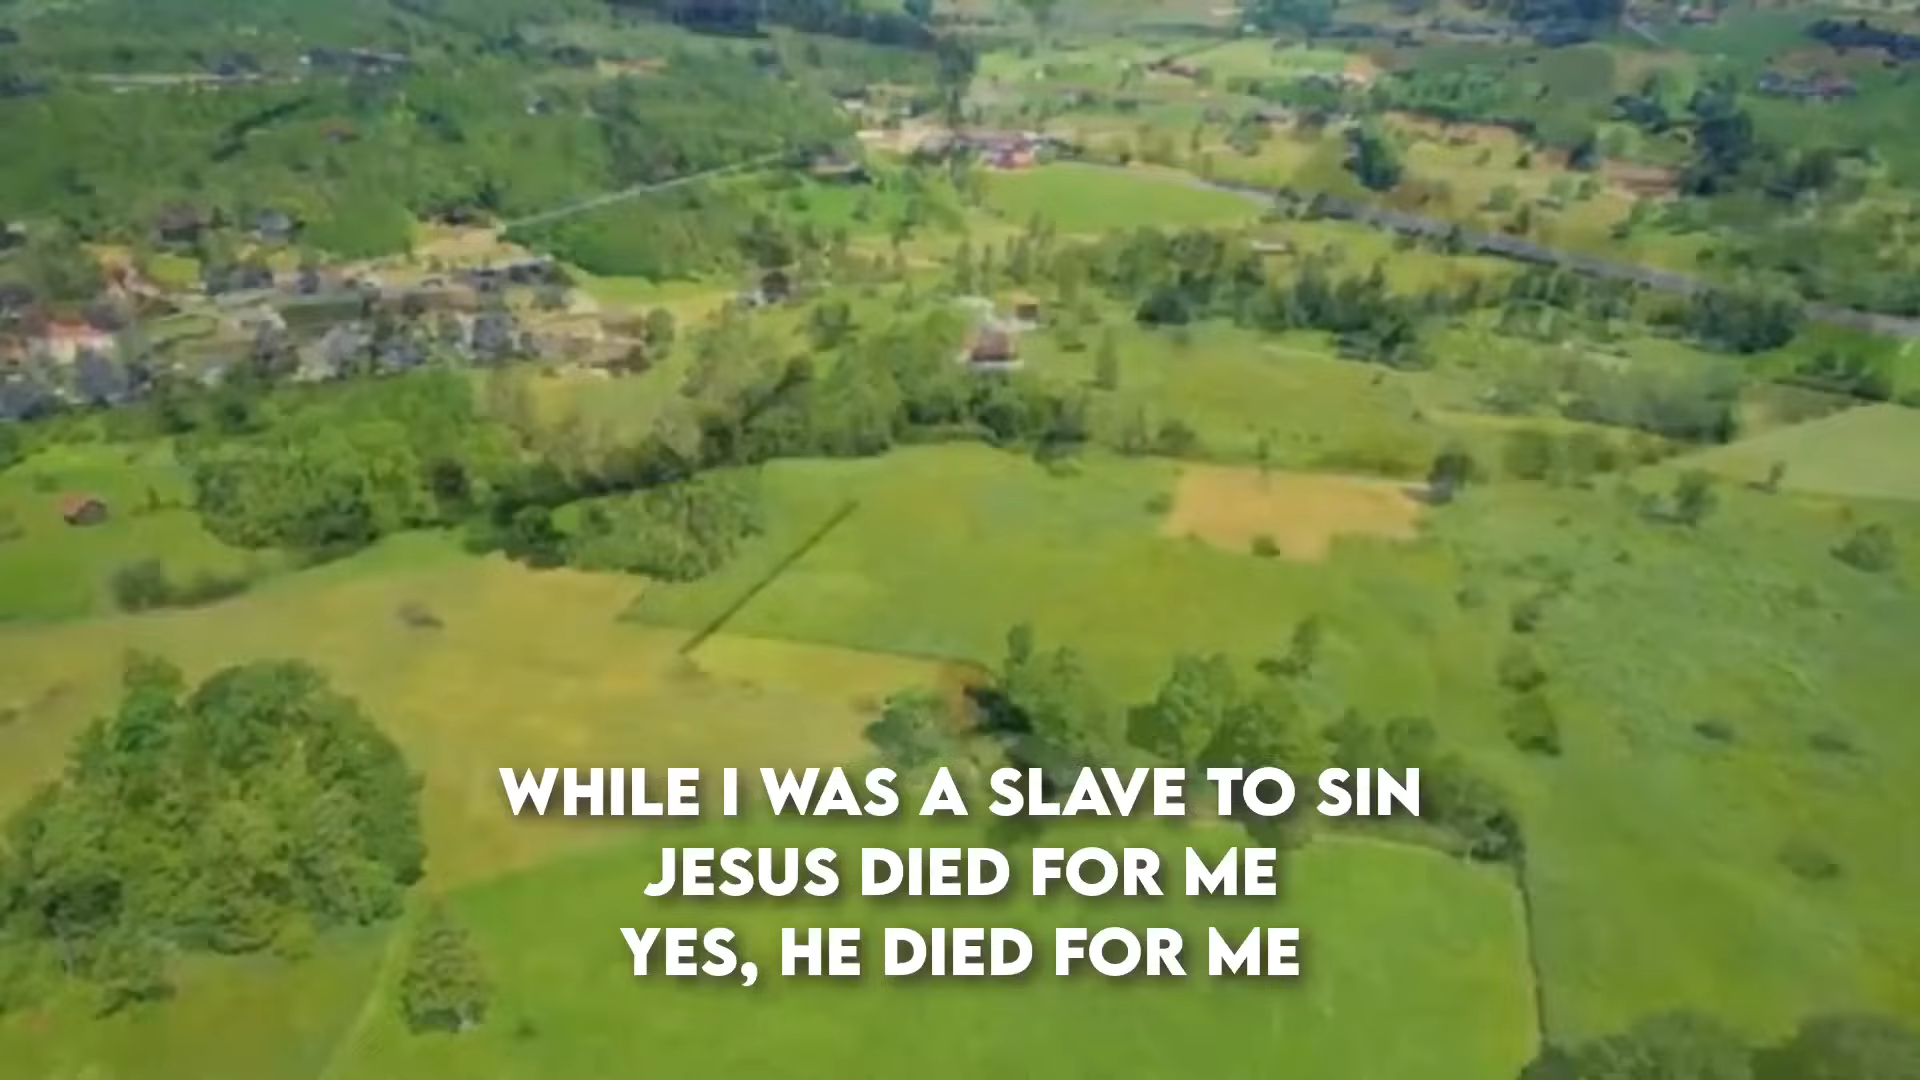 WHILE I WAS A SLAVE TO SIN
JESUS DIED FOR ME
YES, HE DIED FOR ME